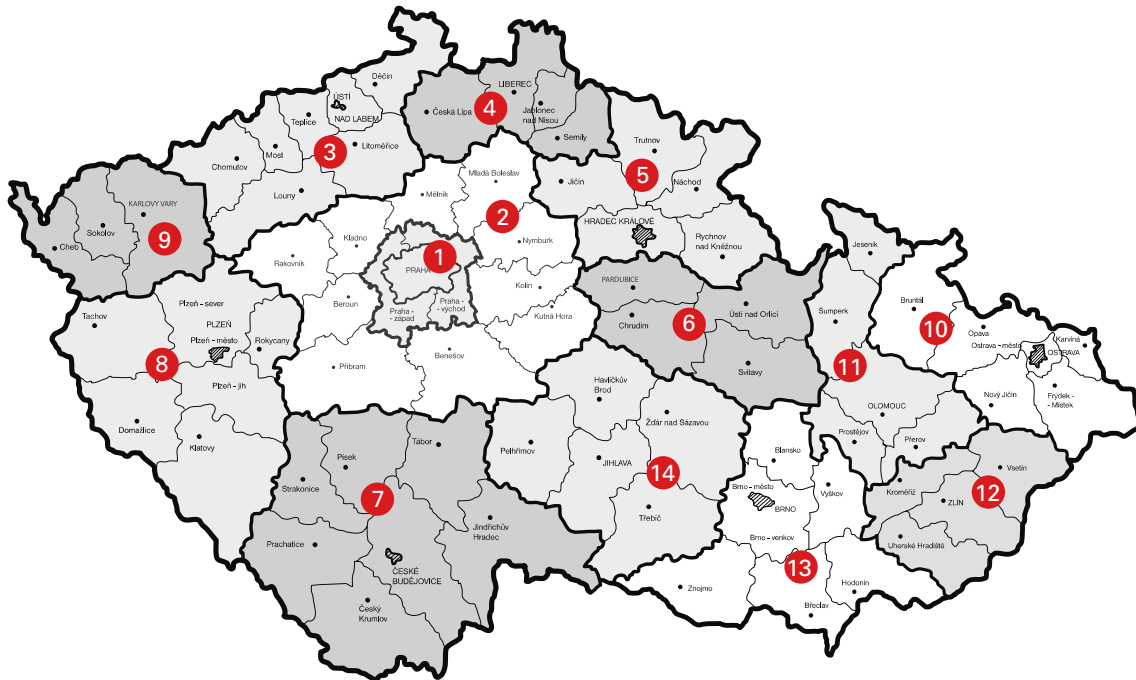 Děčín
ÚSTÍ
NAD LABEM
Teplice
LIBEREC
Česká Lípa
4
Jablonec
nad Nisou
Semily
3
Litoměřice
Most
Chomutov
Louny
Trutnov
5
Jičín
Náchod
HRADEC KRÁLOVÉ
Rychnov
nad Kněžnou
Mladá Boleslav
Mělník
2
Nymburk
Kladno
Rakovník
1
PRAHA
Praha -
- západ
Praha -
- východ
Beroun
Kolín
Kutná Hora
Benešov
Příbram
KARLOVY VARY
Sokolov
Cheb
9
Plzeň - sever
Tachov
PLZEŇ
Plzeň - město
Rokycany
8
Plzeň - jih
Domažlice
Klatovy
PARDUBICE
Chrudim
6
Ústí nad Orlicí
Svitavy
Jeseník
Šumperk
11
OLOMOUC
Prostějov
Přerov
Bruntál
10
Opava
Ostrava - město
Karviná
OSTRAVA
Nový Jičín
Frýdek -
- Místek
Vsetín
Kroměříž
ZLÍN
12
Uherské Hradiště
Havlíčkův
Brod
Žďár nad Sázavou
Pelhřimov
JIHLAVA
14
Třebíč
Blansko
Brno - město
BRNO
Vyškov
Brno - venkov
13
Znojmo
Hodonín
Břeclav
Tábor
Písek
Strakonice
7
Jindřichův
Hradec
Prachatice
ČESKÉ
BUDĚJOVICE
Český
Krumlov